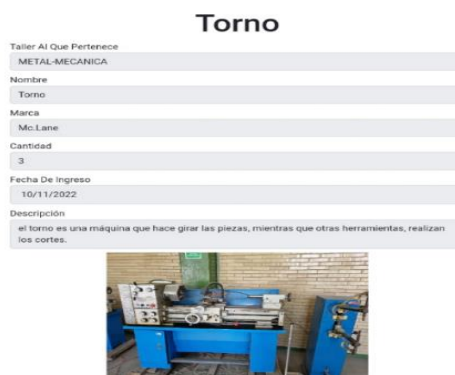 Torno
Taller Al Que Pertenece
METAL-MECANICA
Nombre
Torno
Marca
Mc.Lane
Cantidad
3
Fecha De Ingreso
10/11/2022
Descripción
el torno es una máquina que hace girar las piezas, mientras que otras herramientas, realizan
los cortes.